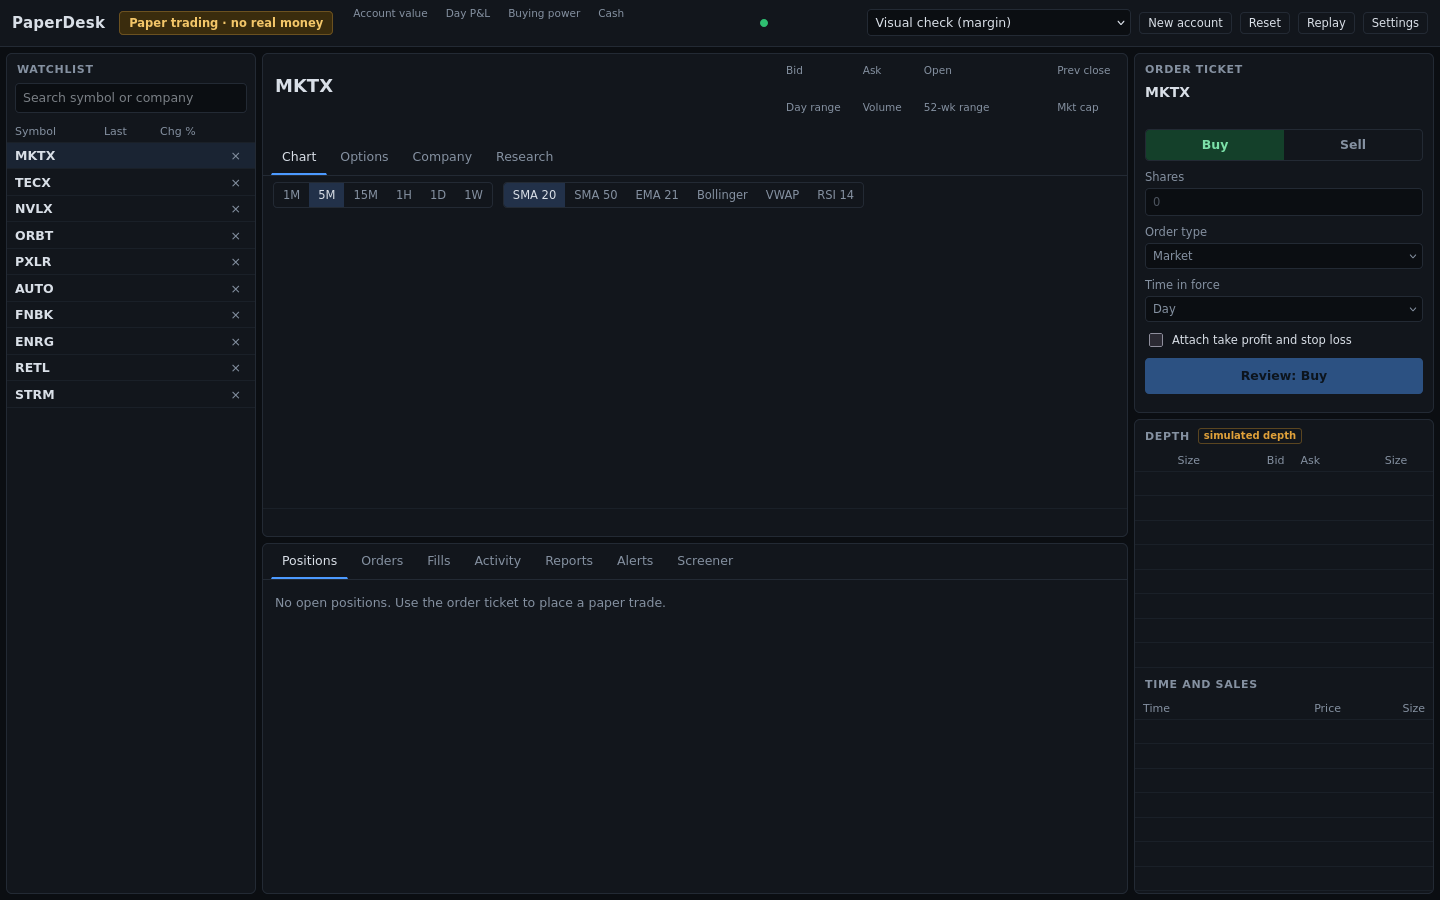 PaperDesk
Paper trading · no real money
Account value Day P&L Buying power Cash
Visual check (margin)
New account Reset Replay Settings
WATCHLIST
Search symbol or company
Symbol Last Chg %
MKTX ×
TECX ×
NVLX ×
ORBT ×
PXLR ×
AUTO ×
FNBK ×
ENRG ×
RETL ×
STRM ×
MKTX
Bid Ask Open Prev close
Day range Volume 52-wk range Mkt cap
Chart Options Company Research
1M 5M 15M 1H 1D 1W SMA 20 SMA 50 EMA 21 Bollinger VWAP RSI 14
Positions Orders Fills Activity Reports Alerts Screener
No open positions. Use the order ticket to place a paper trade.
ORDER TICKET
MKTX
Buy Sell
Shares
0
Order type
Market
Time in force
Day
Attach take profit and stop loss
Review: Buy
DEPTH simulated depth
Size Bid Ask Size
TIME AND SALES
Time Price Size